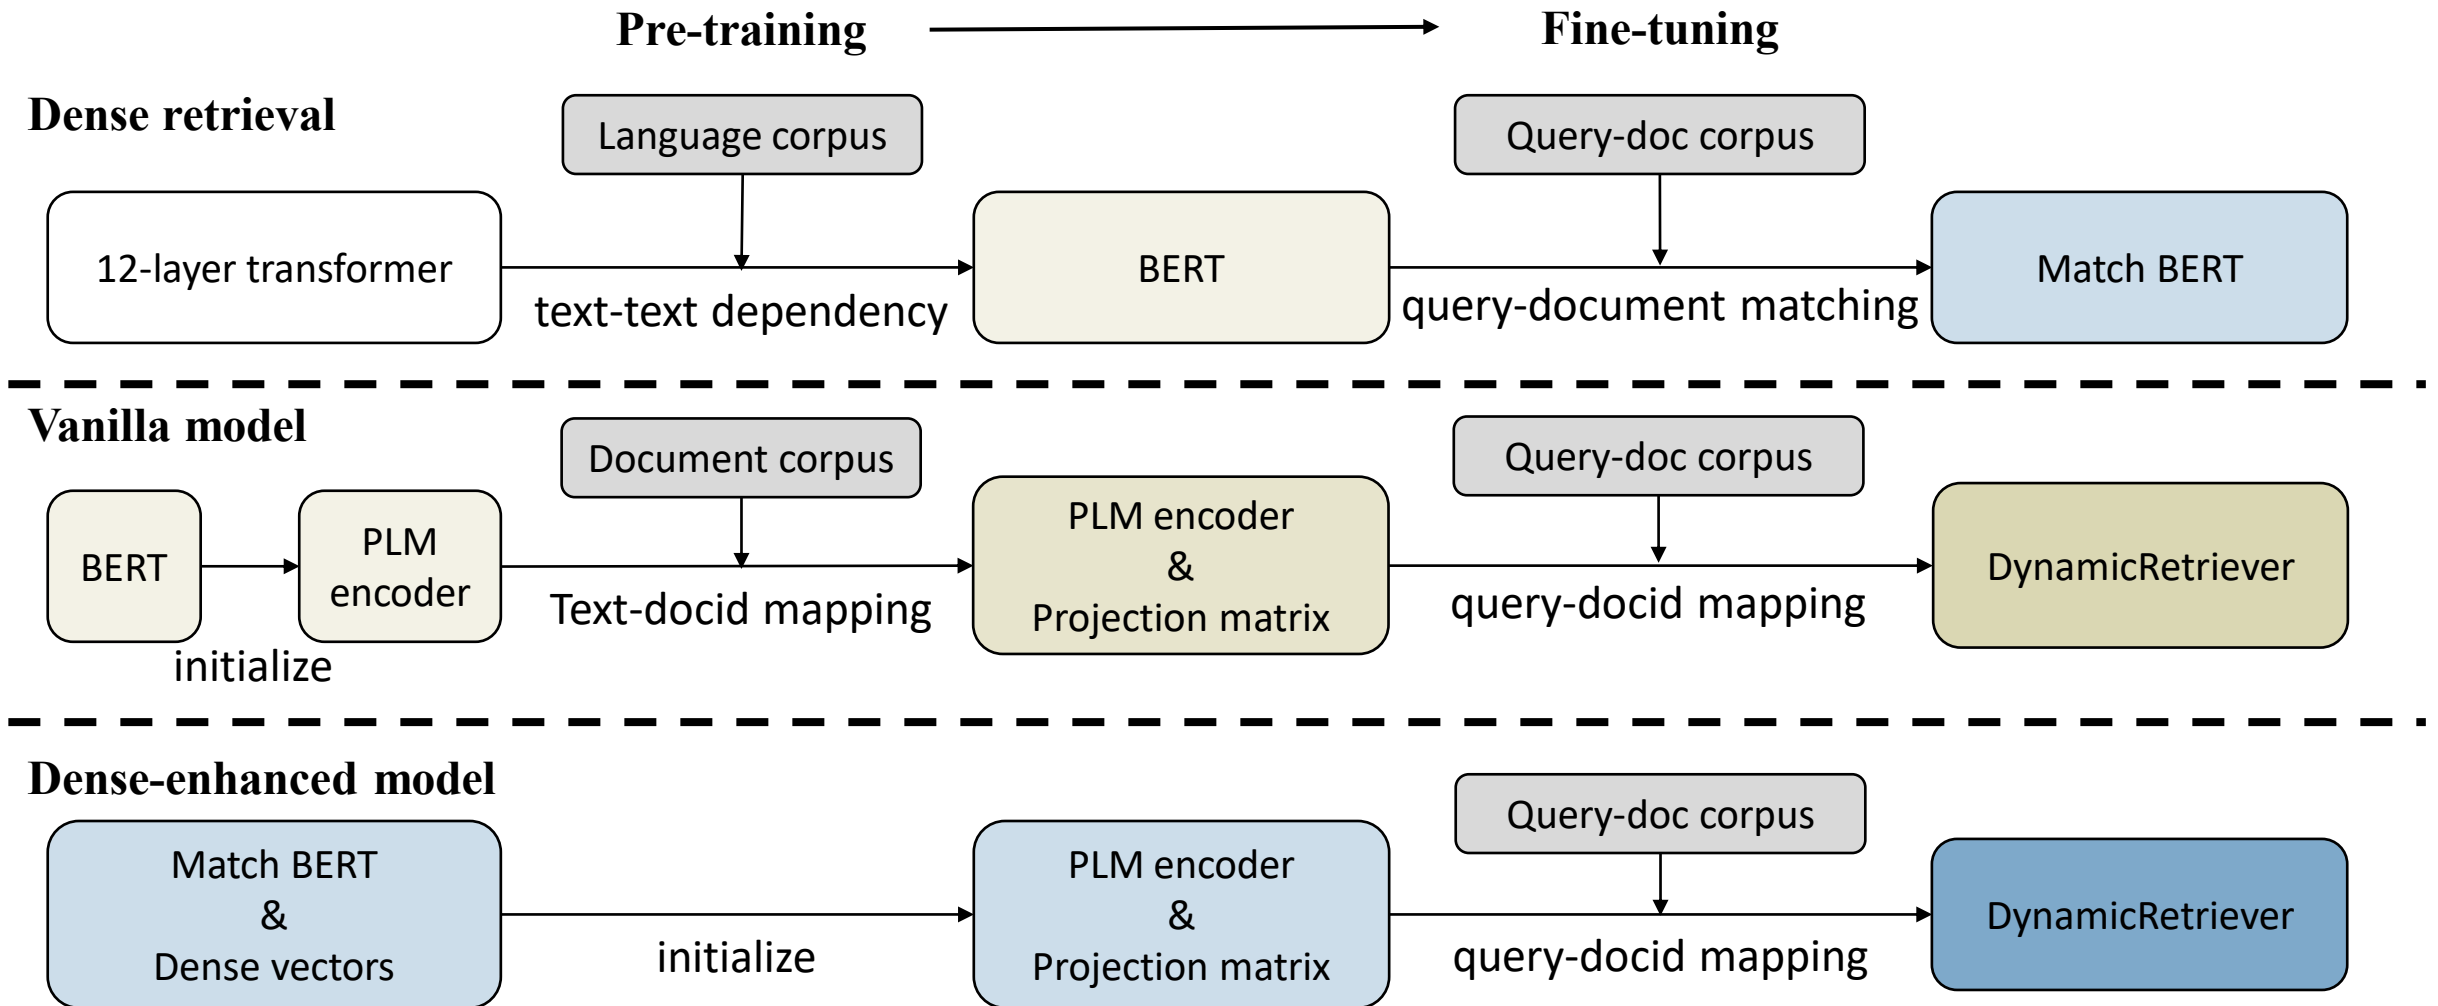 Pre-training
Fine-tuning
Dense retrieval
Language corpus
Query-doc corpus
12-layer transformer
text-text dependency
BERT
query-document matching
Match BERT
Vanilla model
Document corpus
Query-doc corpus
BERT
initialize
PLM
encoder
Text-docid mapping
PLM encoder
&
Projection matrix
query-docid mapping
DynamicRetriever
Dense-enhanced model
Query-doc corpus
Match BERT
&
Dense vectors
initialize
PLM encoder
&
Projection matrix
query-docid mapping
DynamicRetriever